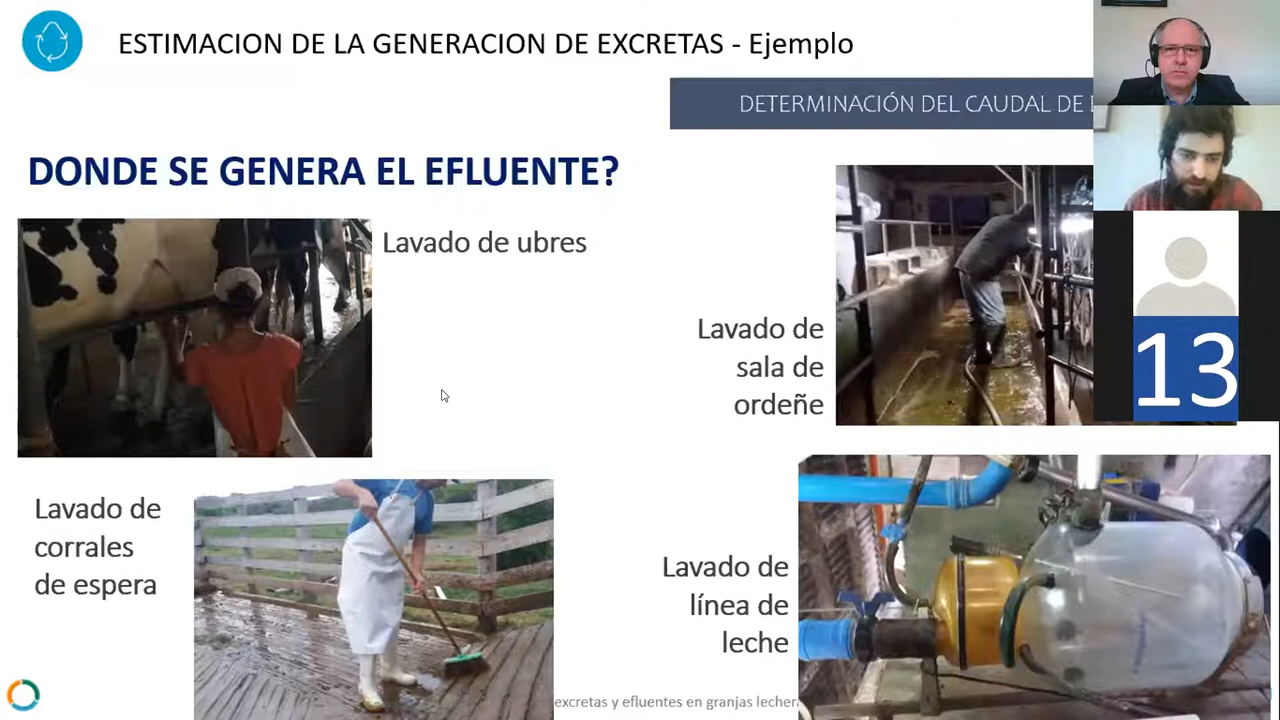 ESTIMACION DE LA GENERACION DE EXCRETAS - Ejemplo
DETERMINACIÓN DEL CAUDAL DE
DONDE SE GENERA EL EFLUENTE?
Lavado de ubres
Lavado de
sala de
ordeñe
13
Lavado de
corrales
de espera
Lavado de
línea de
leche
excretas y efluentes en granjas